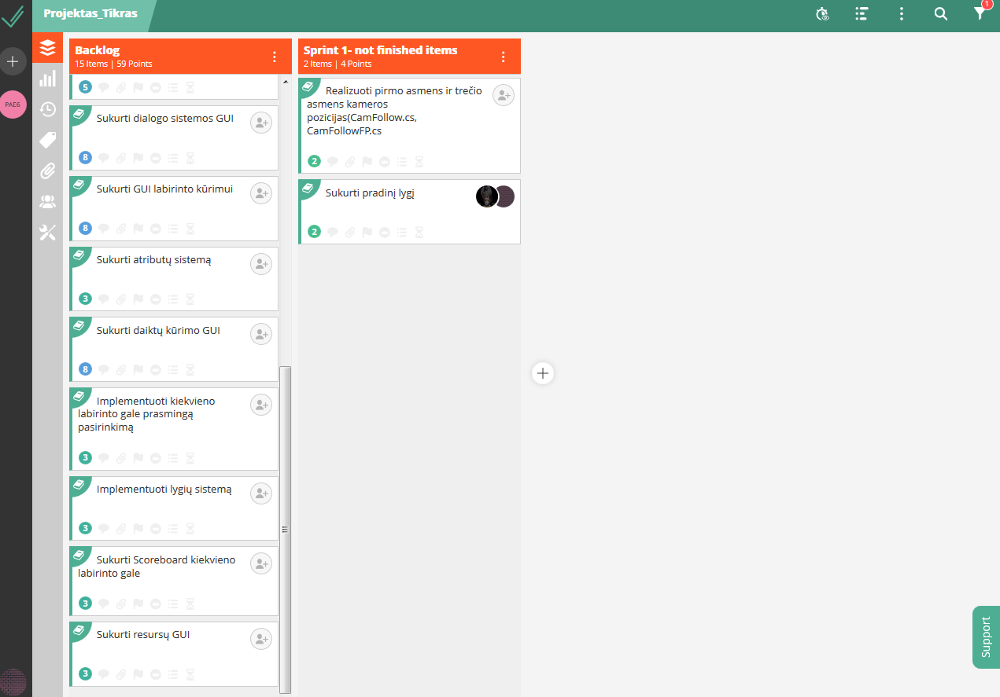 Projektas_Tikras
1
PAE6
Backlog
15 Items | 59 Points
5
Sukurti dialogo sistemos GUI
8
Sukurti GUI labirinto kūrimui
8
Sukurti atributų sistemą
3
Sukurti daiktų kūrimo GUI
8
Implementuoti kiekvieno
labirinto gale prasmingą
pasirinkimą
3
Implementuoti lygių sistemą
3
Sukurti Scoreboard kiekvieno
labirinto gale
3
Sukurti resursų GUI
3
Sprint 1- not finished items
2 Items | 4 Points
Realizuoti pirmo asmens ir trečio
asmens kameros
pozicijas(CamFollow.cs,
CamFollowFP.cs
2
Sukurti pradinį lygį
2
Support